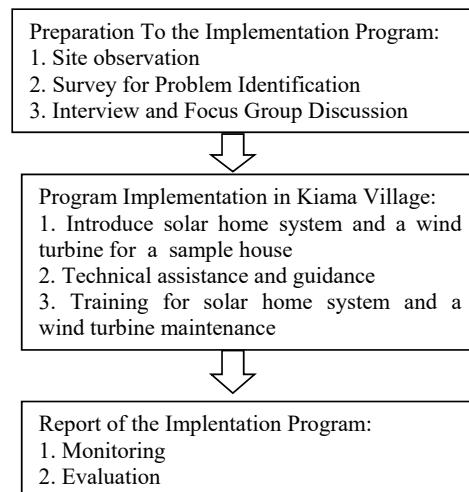 Preparation To the Implementation Program:
1. Site observation
2. Survey for Problem Identification
3. Interview and Focus Group Discussion
Program Implementation in Kiama Village:
1. Introduce solar home system and a wind
turbine for a sample house
2. Technical assistance and guidance
3. Training for solar home system and a
wind turbine maintenance
Report of the Implentation Program:
1. Monitoring
2. Evaluation